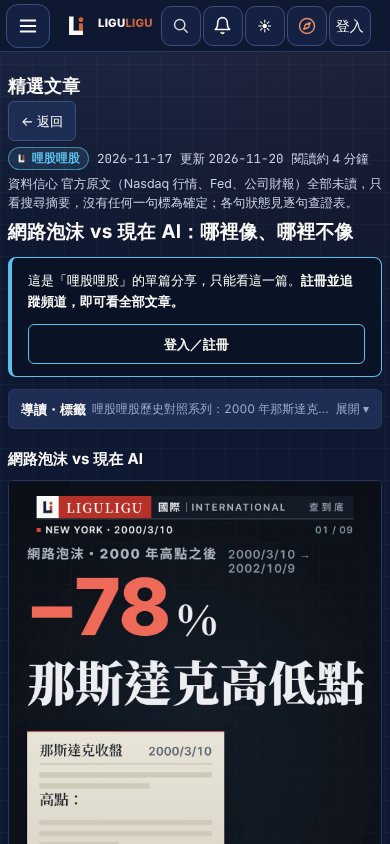 LIGULIGU
登入
精選文章
← 返回
哩股哩股 2026-11-17 更新 2026-11-20 閱讀約 4 分鐘
資料信心 官方原文（Nasdaq 行情、Fed、公司財報）全部未讀，只
看搜尋摘要，沒有任何一句標為確定；各句狀態見逐句查證表。
網路泡沫 vs 現在 AI：哪裡像、哪裡不像
這是「哩股哩股」的單篇分享，只能看這一篇。註冊並追
蹤頻道，即可看全部文章。
登入／註冊
導讀・標籤 哩股哩股歷史對照系列：2000 年那斯達克... 展開 ▾
網路泡沫 vs 現在 AI
LIGULIGU 國際 | INTERNATIONAL 查到底
NEW YORK・2000/3/10 01 / 09
網路泡沫・2000 年高點之後 2000/3/10 →
2002/10/9
−78 %
那斯達克高低點
那斯達克收盤 2000/3/10
高點：